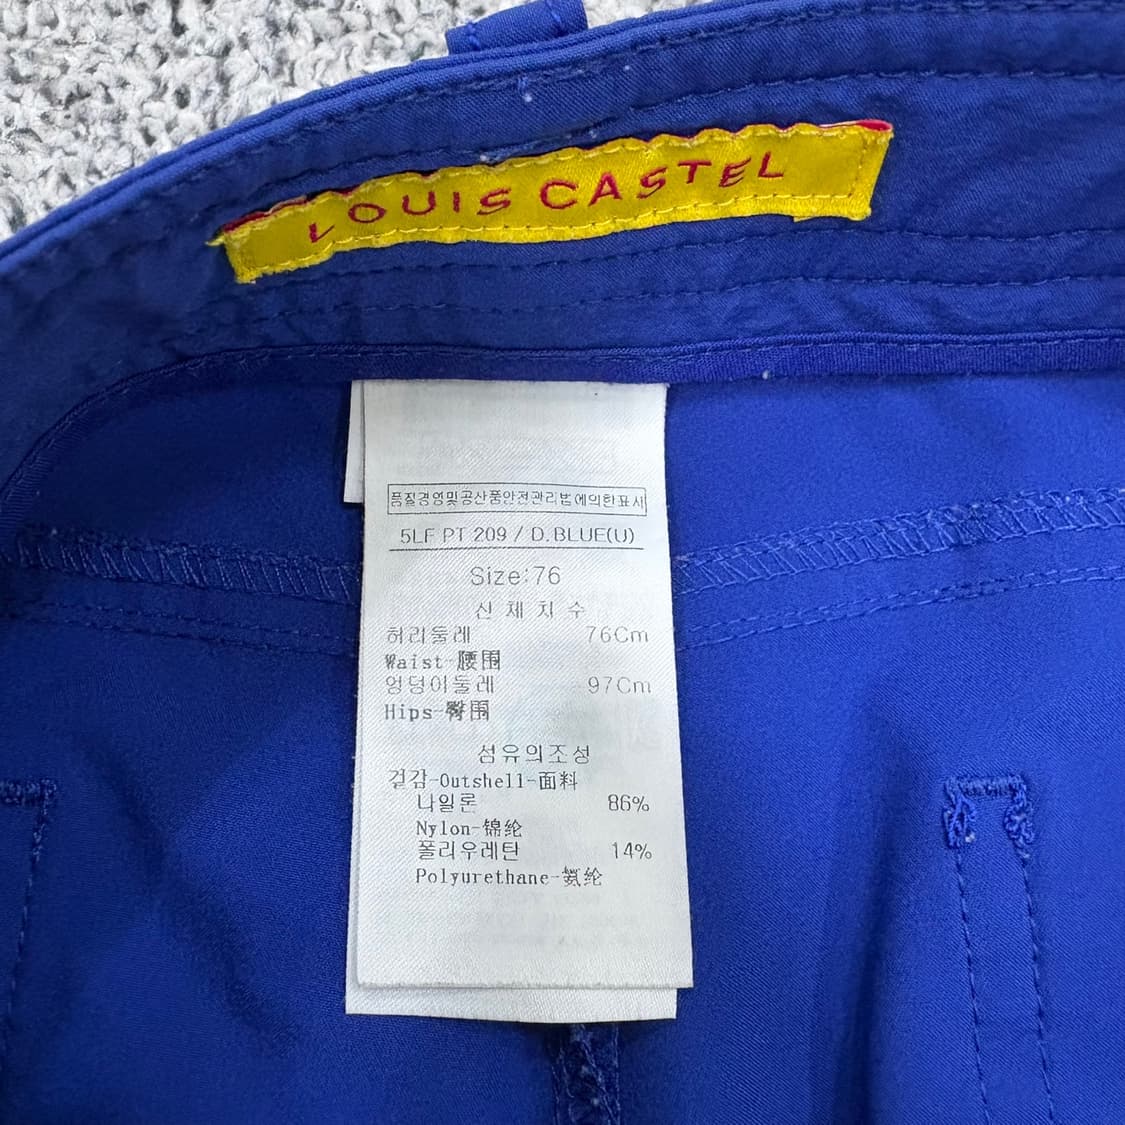 LOUIS CASTEL
품질경영및공산품안전관리법에의한표시
5LF PT 209 / D.BLUE(U)
Size:76
신체치수
허리둘레 76Cm
Waist-腰围
엉덩이둘레 97Cm
Hips-臀围
섬유의조성
겉감-Outshell-面料
나일론 86%
Nylon-锦纶
폴리우레탄 14%
Polyurethane-氨纶